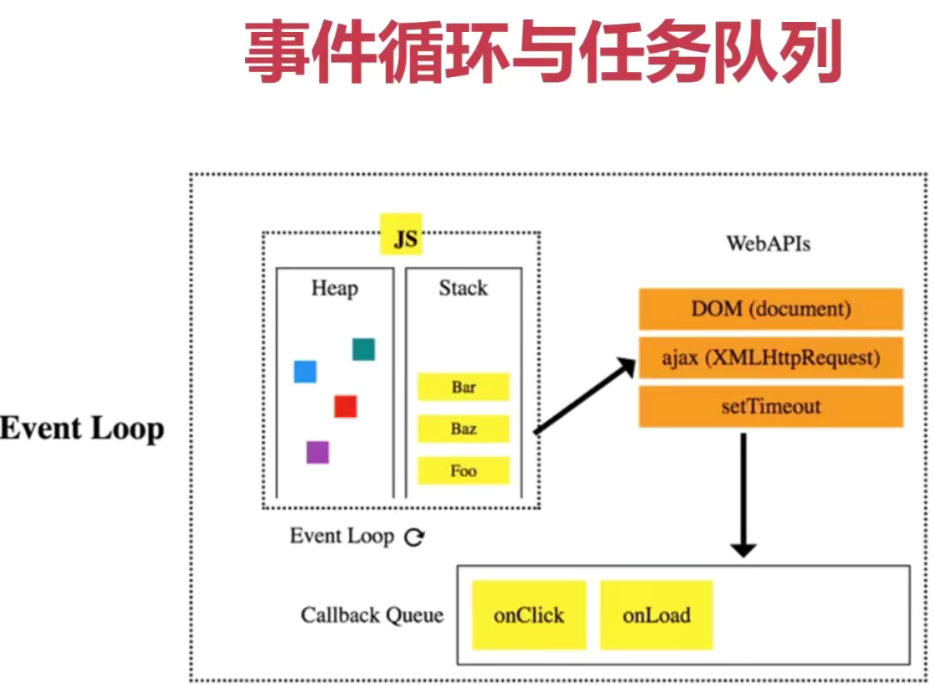 事件循环与任务队列
JS
WebAPIs
Heap
Stack
DOM (document)
ajax (XMLHttpRequest)
setTimeout
Bar
Baz
Foo
Event Loop
Event Loop
Callback Queue
onClick
onLoad